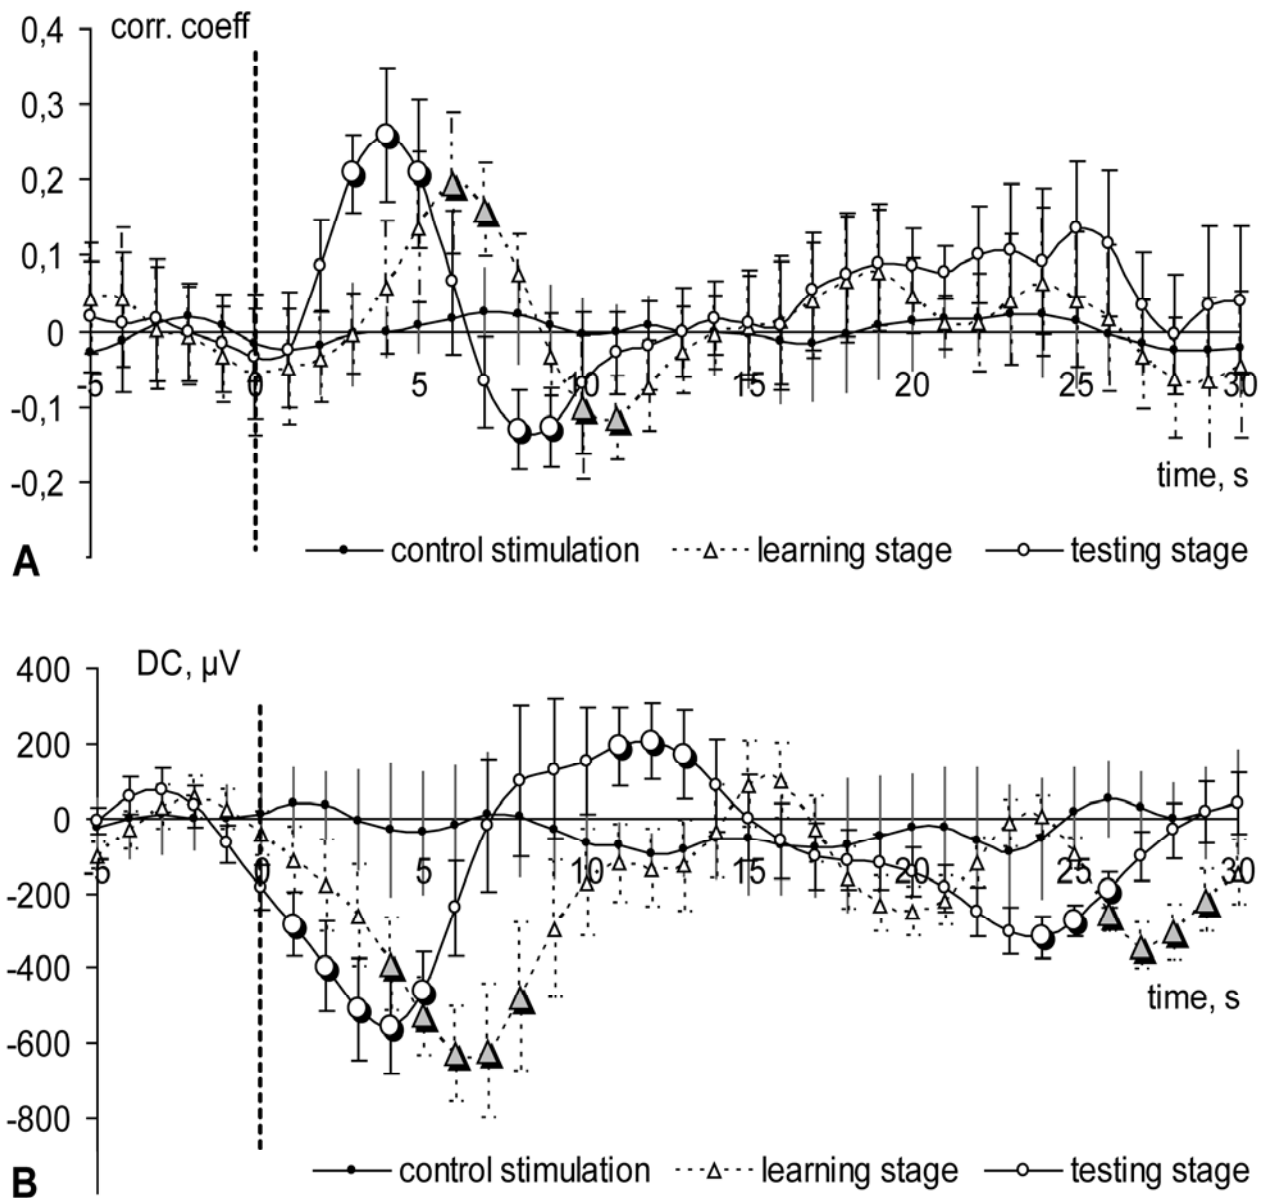 0,4 corr. coeff
0,3
0,2
0,1
0
-5 0 5 10 15 20 25 30
-0,1
-0,2
time, s
A control stimulation learning stage testing stage
400 DC, µV
200
0
-5 0 5 10 15 20 25 30
-200
-400
time, s
-600
-800
B control stimulation learning stage testing stage